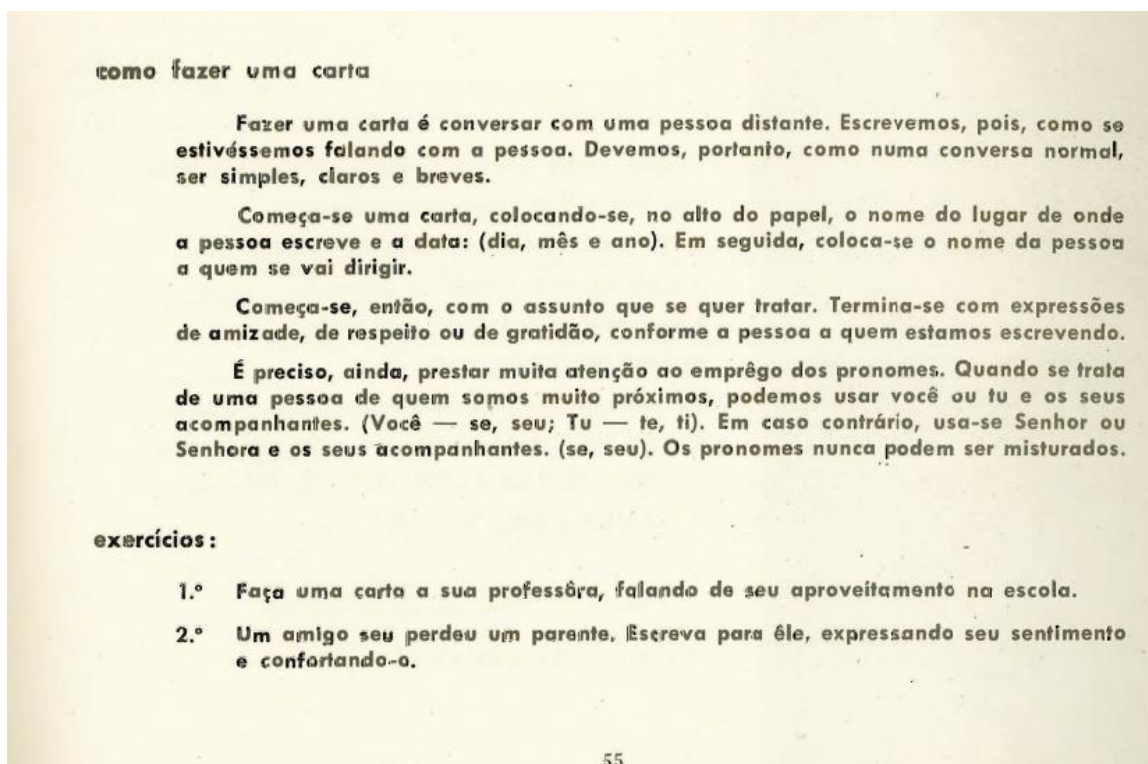 como fazer uma carta
Fazer uma carta é conversar com uma pessoa distante. Escrevemos, pois, como se
estivéssemos falando com a pessoa. Devemos, portanto, como numa conversa normal,
ser simples, claros e breves.
Começa-se uma carta, colocando-se, no alto do papel, o nome do lugar de onde
a pessoa escreve e a data: (dia, mês e ano). Em seguida, coloca-se o nome da pessoa
a quem se vai dirigir.
Começa-se, então, com o assunto que se quer tratar. Termina-se com expressões
de amizade, de respeito ou de gratidão, conforme a pessoa a quem estamos escrevendo.
É preciso, ainda, prestar muita atenção ao emprêgo dos pronomes. Quando se trata
de uma pessoa de quem somos muito próximos, podemos usar você ou tu e os seus
acompanhantes. (Você — se, seu; Tu — te, ti). Em caso contrário, usa-se Senhor ou
Senhora e os seus acompanhantes. (se, seu). Os pronomes nunca podem ser misturados.
exercícios:
1.º Faça uma carta a sua professôra, falando de seu aproveitamento na escola.
2.º Um amigo seu perdeu um parente. Escreva para êle, expressando seu sentimento
e confortando-o.
55